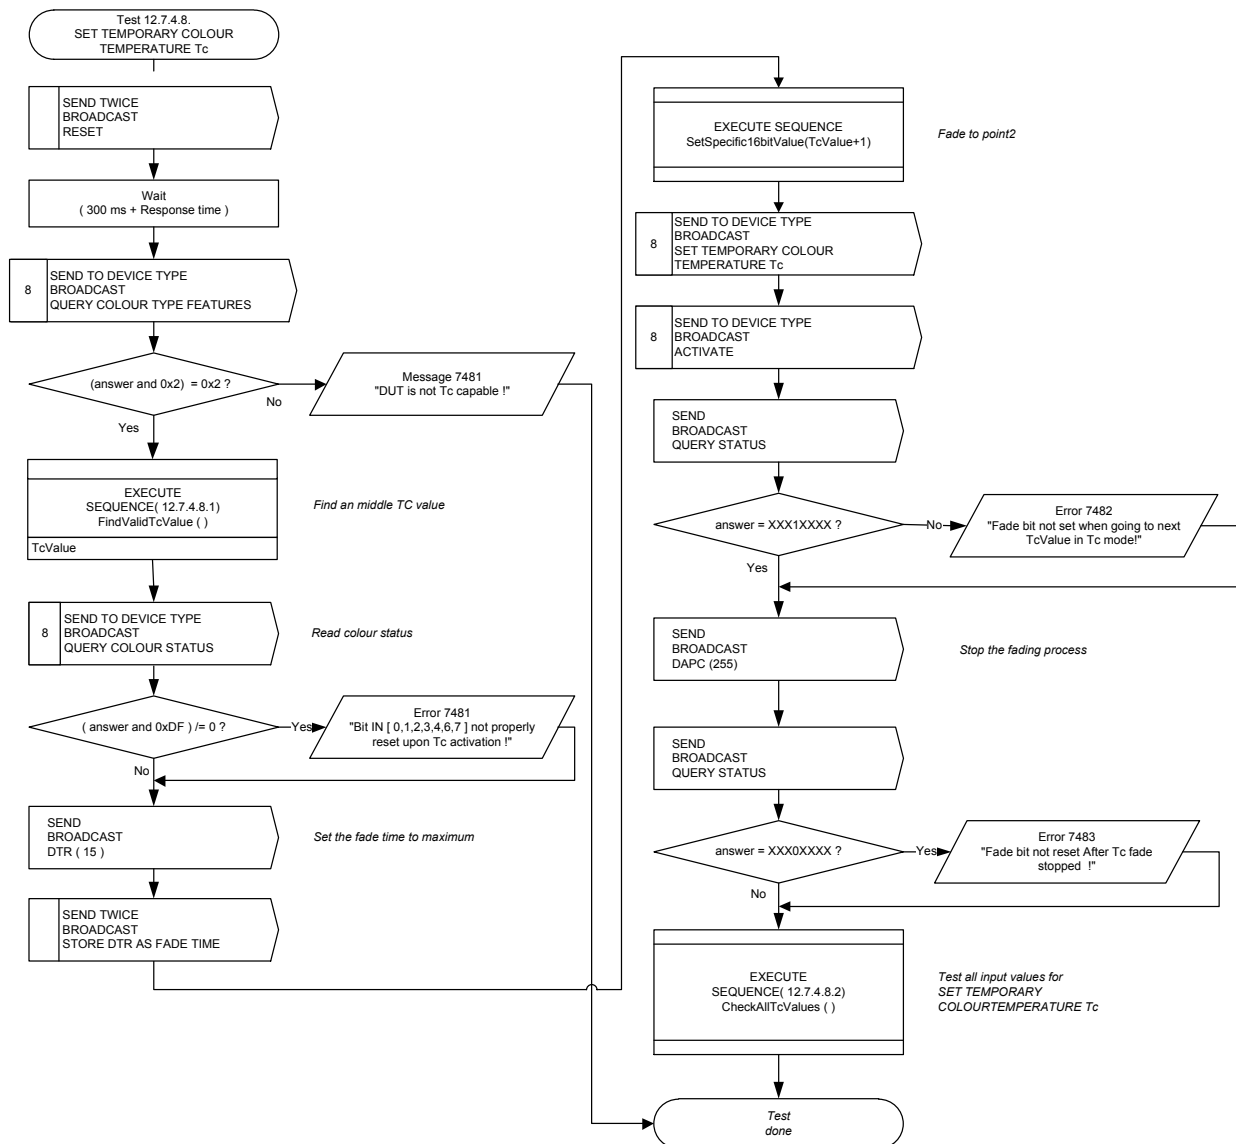 Test 12.7.4.8.
SET TEMPORARY COLOUR
TEMPERATURE Tc
SEND TWICE
BROADCAST
RESET
Wait
( 300 ms + Response time )
8
SEND TO DEVICE TYPE
BROADCAST
QUERY COLOUR TYPE FEATURES
(answer and 0x2) = 0x2 ?
No
Yes
Message 7481
"DUT is not Tc capable !"
EXECUTE
SEQUENCE( 12.7.4.8.1)
FindValidTcValue ( )
TcValue
Find an middle TC value
8
SEND TO DEVICE TYPE
BROADCAST
QUERY COLOUR STATUS
Read colour status
( answer and 0xDF ) /= 0 ?
Yes
No
Error 7481
"Bit IN [ 0,1,2,3,4,6,7 ] not properly
reset upon Tc activation !"
SEND
BROADCAST
DTR ( 15 )
Set the fade time to maximum
SEND TWICE
BROADCAST
STORE DTR AS FADE TIME
EXECUTE SEQUENCE
SetSpecific16bitValue(TcValue+1)
Fade to point2
8
SEND TO DEVICE TYPE
BROADCAST
SET TEMPORARY COLOUR
TEMPERATURE Tc
8
SEND TO DEVICE TYPE
BROADCAST
ACTIVATE
SEND
BROADCAST
QUERY STATUS
answer = XXX1XXXX ?
No
Yes
Error 7482
"Fade bit not set when going to next
TcValue in Tc mode!"
SEND
BROADCAST
DAPC (255)
Stop the fading process
SEND
BROADCAST
QUERY STATUS
answer = XXX0XXXX ?
Yes
No
Error 7483
"Fade bit not reset After Tc fade
stopped !"
EXECUTE
SEQUENCE( 12.7.4.8.2)
CheckAllTcValues ( )
Test all input values for
SET TEMPORARY
COLOURTEMPERATURE Tc
Test
done